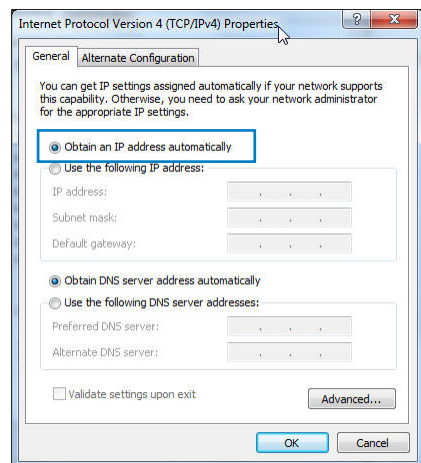 Internet Protocol Version 4 (TCP/IPv4) Properties
General
Alternate Configuration
You can get IP settings assigned automatically if your network supports
this capability. Otherwise, you need to ask your network administrator
for the appropriate IP settings.
Obtain an IP address automatically
Use the following IP address:
IP address:
Subnet mask:
Default gateway:
Obtain DNS server address automatically
Use the following DNS server addresses:
Preferred DNS server:
Alternate DNS server:
Validate settings upon exit
Advanced...
OK
Cancel